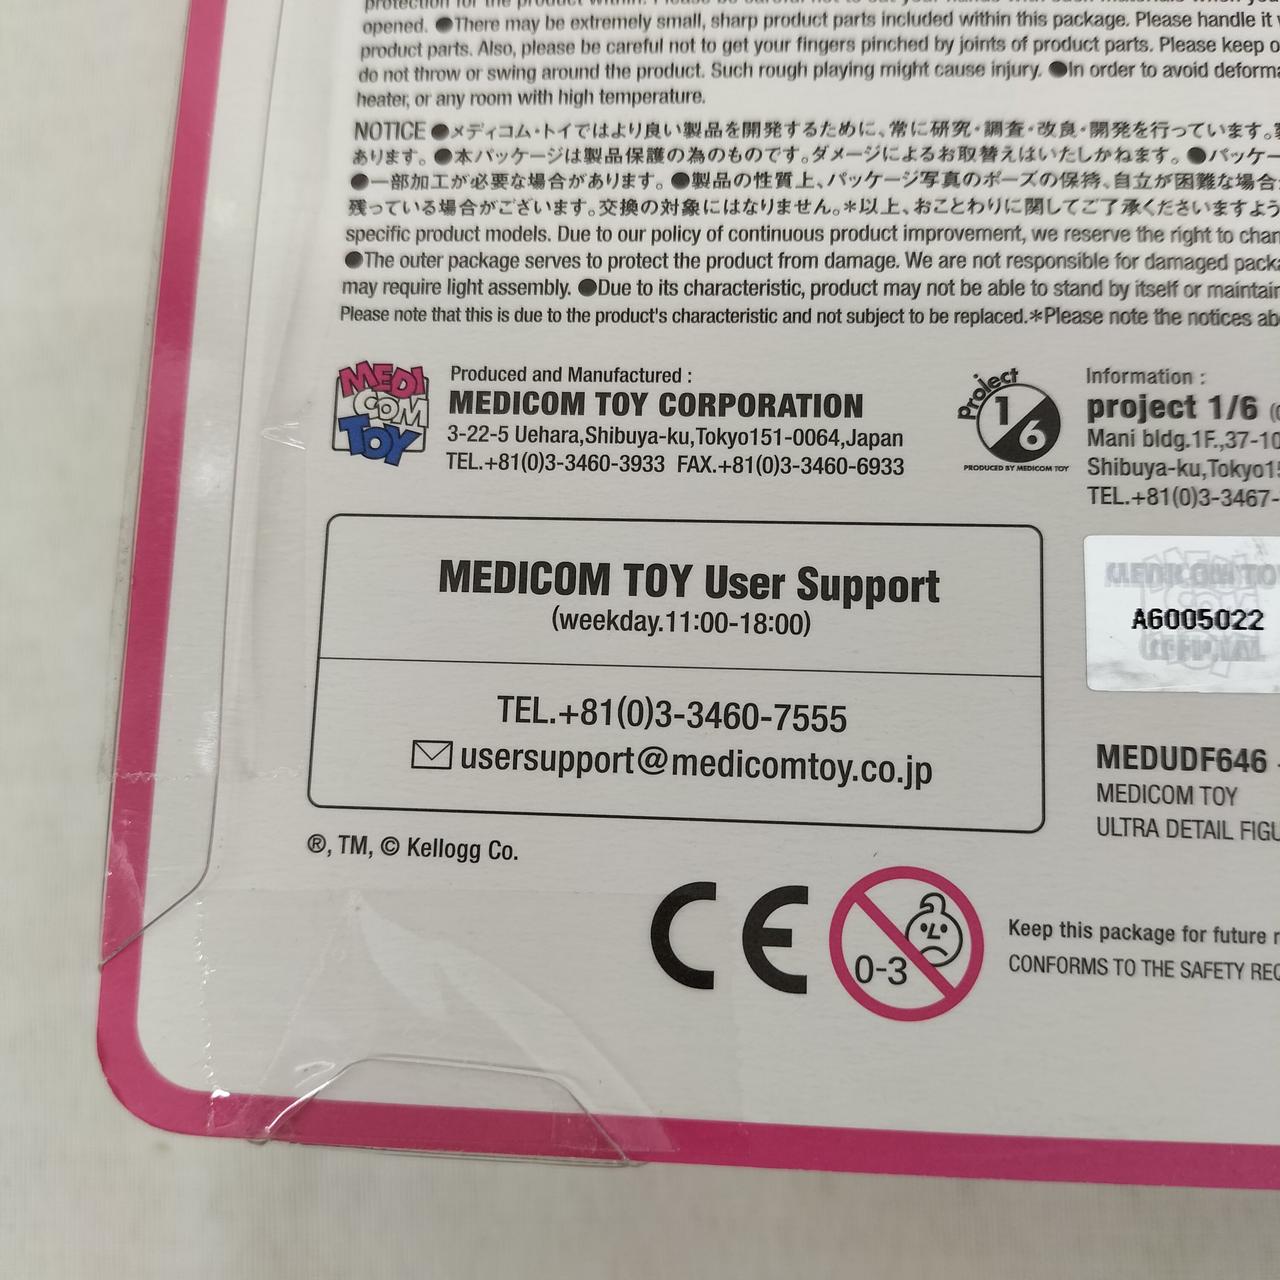 opened. ●There may be extremely small, sharp product parts included within this package. Please handle it
product parts. Also, please be careful not to get your fingers pinched by joints of product parts. Please keep
do not throw or swing around the product. Such rough playing might cause injury. ●In order to avoid
heater, or any room with high temperature.
NOTICE ●メディコム・トイではより良い製品を開発するために、常に研究・調査・改良・開発を行っています。
あります。●本パッケージは製品保護の為のものです。ダメージによるお取替えはいたしかねます。●パッケー
●一部加工が必要な場合があります。●製品の性質上、パッケージ写真のポーズの保持、自立が困難な場合
残っている場合がございます。交換の対象にはなりません。＊以上、おことわりに関してご了承くださいますよう
specific product models. Due to our policy of continuous product improvement, we reserve the right to
●The outer package serves to protect the product from damage. We are not responsible for damaged
may require light assembly. ●Due to its characteristic, product may not be able to stand by itself or
Please note that this is due to the product's characteristic and not subject to be replaced.＊Please note the notices
MEDI
COM
TOY
Produced and Manufactured :
MEDICOM TOY CORPORATION
3-22-5 Uehara,Shibuya-ku,Tokyo151-0064,Japan
TEL.+81(0)3-3460-3933 FAX.+81(0)3-3460-6933
Project
1/6
PRODUCED BY MEDICOM TOY
Information :
project 1/6
Mani bldg.1F.,37-10
Shibuya-ku,Tokyo
TEL.+81(0)3-3467-
MEDICOM TOY User Support
(weekday.11:00-18:00)
TEL.+81(0)3-3460-7555
usersupport@medicomtoy.co.jp
MEDICOM TOY
A6005022
OFFICIAL
MEDUDF646
MEDICOM TOY
ULTRA DETAIL
®, TM, © Kellogg Co.
CE
0-3
Keep this package for future
CONFORMS TO THE SAFETY